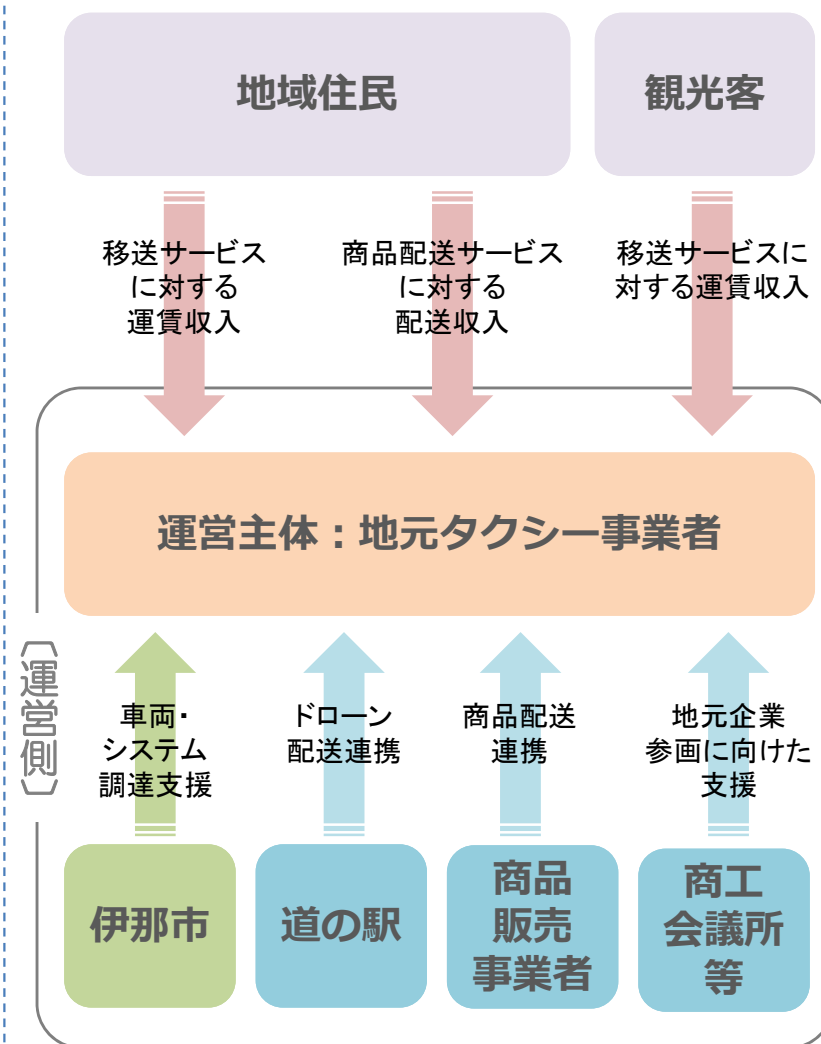 地域住民
観光客
移送サービス
に対する
運賃収入
商品配送サービス
に対する
配送収入
移送サービスに
対する運賃収入
運営主体：地元タクシー事業者
〔運営側〕
車両・
システム
調達支援
ドローン
配送連携
商品配送
連携
地元企業
参画に向けた
支援
伊那市
道の駅
商品
販売
事業者
商工
会議所
等